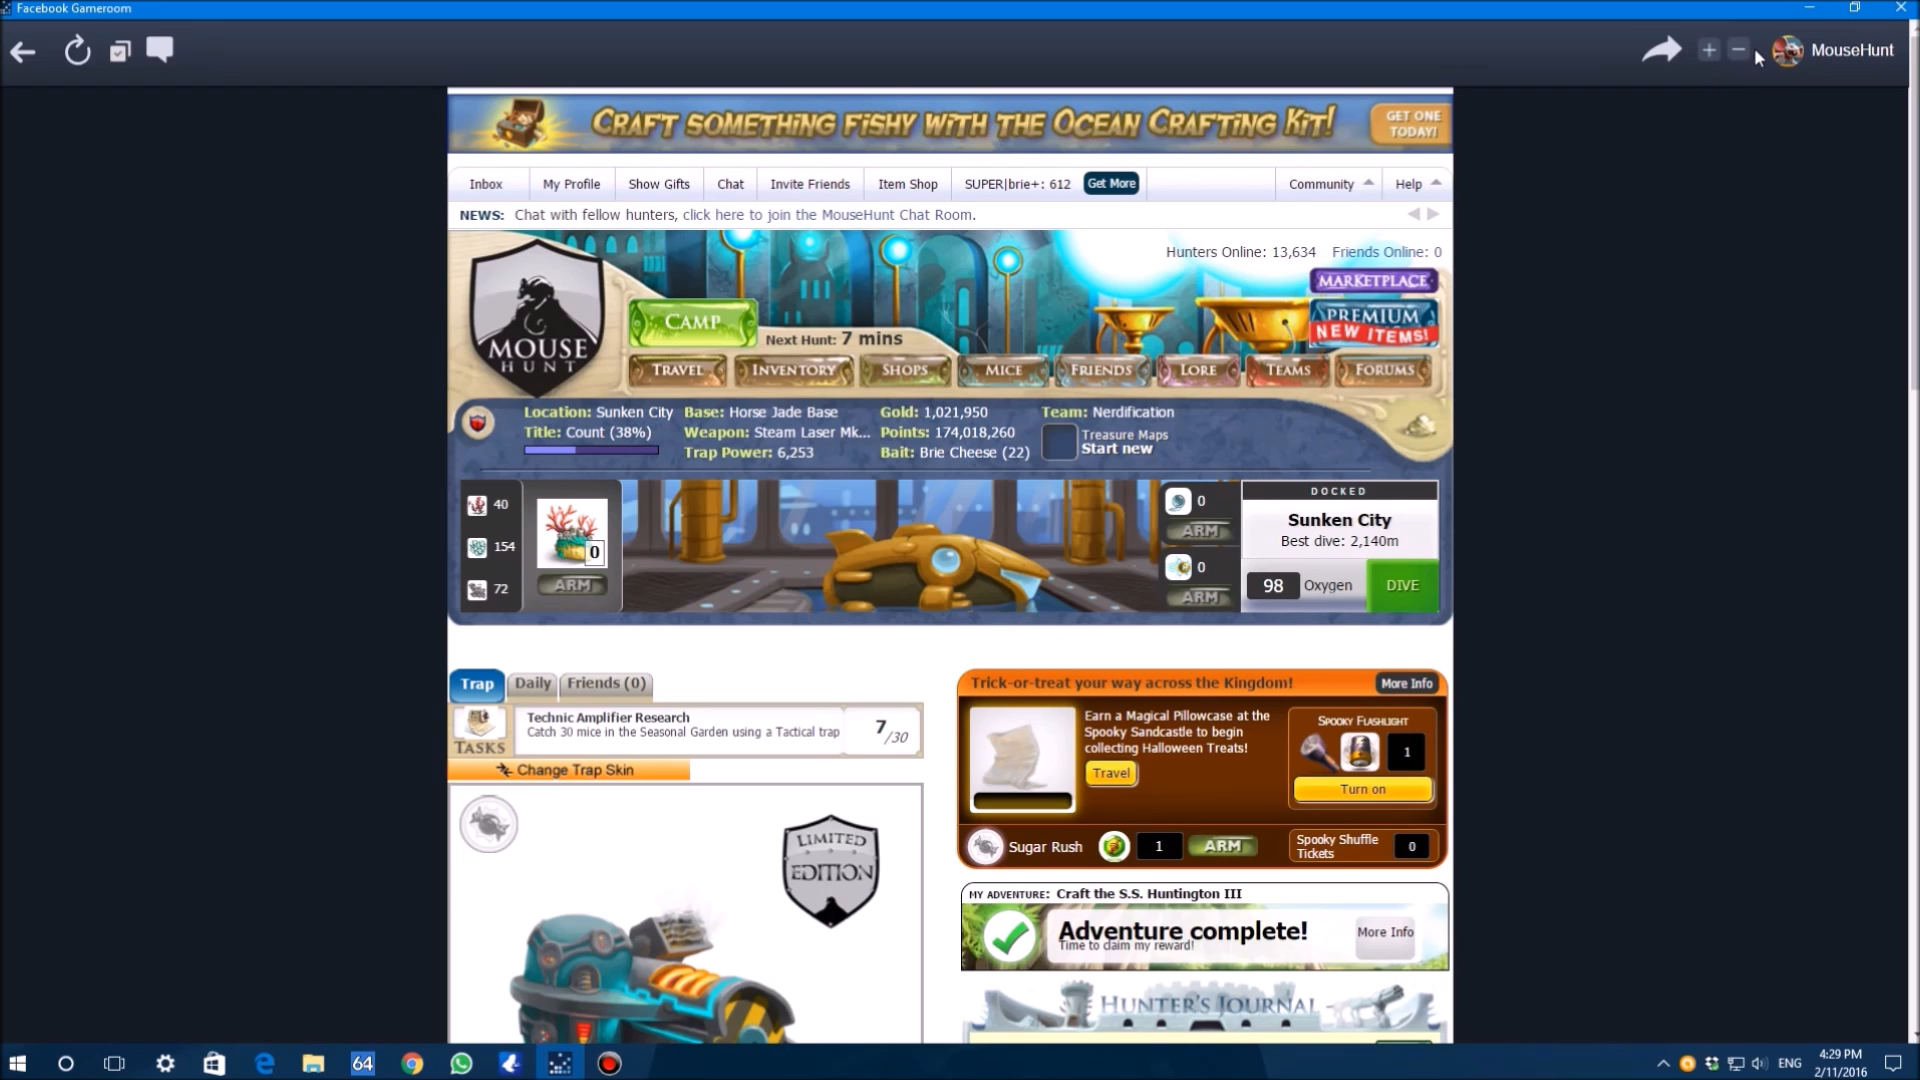 Facebook Gameroom
MouseHunt
CRAFT SOMETHING FISHY WITH THE OCEAN CRAFTING KIT!
GET ONE
TODAY!
Inbox My Profile Show Gifts Chat Invite Friends Item Shop SUPER|brie+: 612 Get More Community Help
NEWS: Chat with fellow hunters, click here to join the MouseHunt Chat Room.
Hunters Online: 13,634 Friends Online: 0
MARKETPLACE
PREMIUM
NEW ITEMS!
MOUSE
HUNT
CAMP
Next Hunt: 7 mins
TRAVEL INVENTORY SHOPS MICE FRIENDS LORE TEAMS FORUMS
Location: Sunken City Base: Horse Jade Base Gold: 1,021,950 Team: Nerdification
Title: Count (38%) Weapon: Steam Laser Mk... Points: 174,018,260 Treasure Maps
Trap Power: 6,253 Bait: Brie Cheese (22) Start new
40
154
72
0
ARM
0
ARM
0
ARM
DOCKED
Sunken City
Best dive: 2,140m
98 Oxygen DIVE
Trap Daily Friends (0)
TASKS
Technic Amplifier Research
Catch 30 mice in the Seasonal Garden using a Tactical trap
7/30
Change Trap Skin
LIMITED
EDITION
Trick-or-treat your way across the Kingdom! More Info
Earn a Magical Pillowcase at the
Spooky Sandcastle to begin
collecting Halloween Treats!
Travel
SPOOKY FLASHLIGHT
1
Turn on
Sugar Rush 1 ARM
Spooky Shuffle
Tickets
0
MY ADVENTURE: Craft the S.S. Huntington III
Adventure complete!
Time to claim my reward!
More Info
HUNTER'S JOURNAL
64
ENG
4:29 PM
2/11/2016